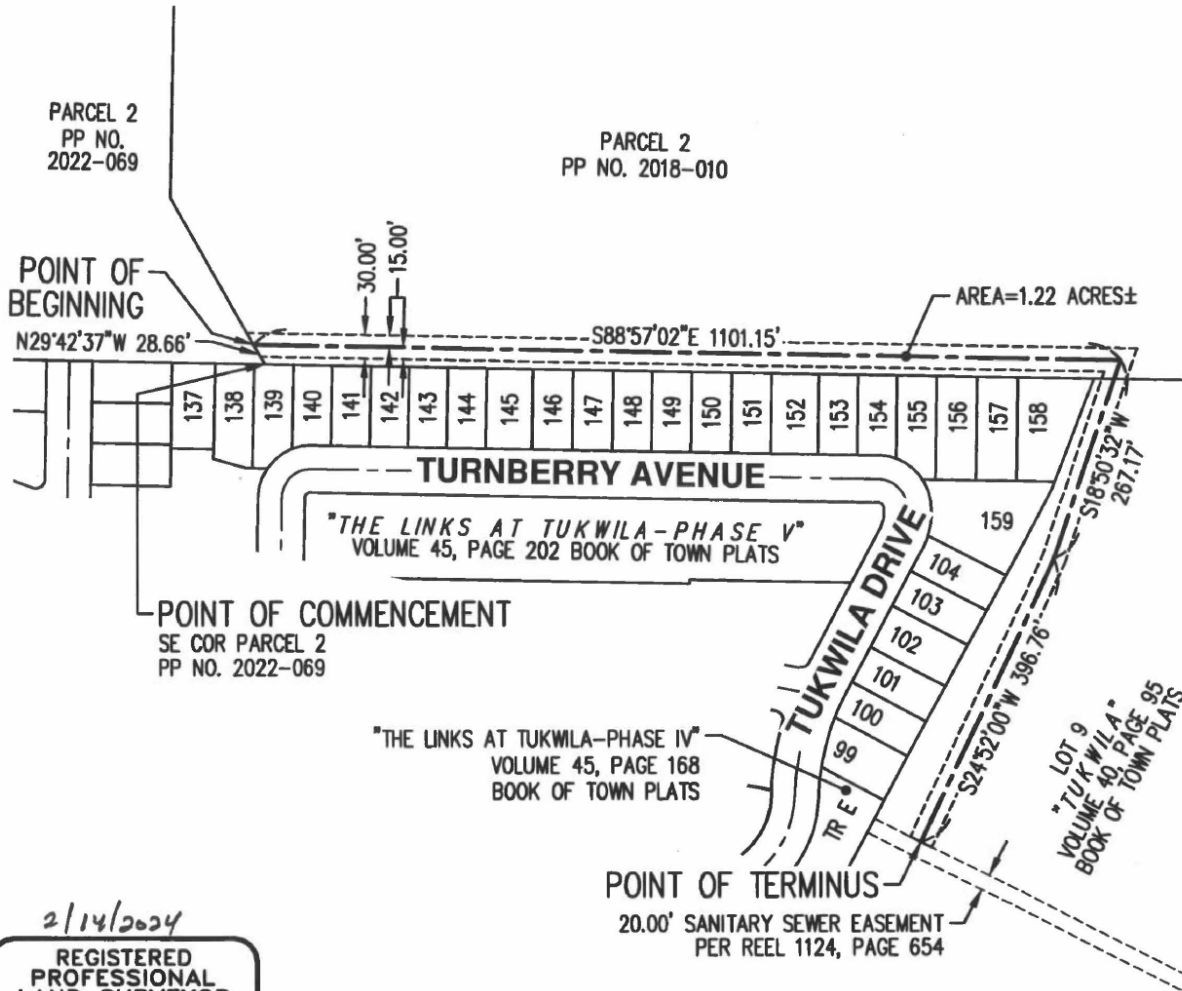 PARCEL 2
PP NO.
2022-069
PARCEL 2
PP NO. 2018-010
POINT OF
BEGINNING
N29°42'37"W 28.66'
30.00'
15.00'
S88°57'02"E 1101.15'
AREA=1.22 ACRES±
137
138
139
140
141
142
143
144
145
146
147
148
149
150
151
152
153
154
155
156
157
158
TURNBERRY AVENUE
"THE LINKS AT TUKWILA-PHASE V"
VOLUME 45, PAGE 202 BOOK OF TOWN PLATS
159
S18°50'32"W
267.17'
POINT OF COMMENCEMENT
SE COR PARCEL 2
PP NO. 2022-069
TUKWILA DRIVE
104
103
102
101
100
99
TR E
S24°52'00"W 396.76'
LOT 9
"TUKWILA"
VOLUME 40, PAGE 95
BOOK OF TOWN PLATS
"THE LINKS AT TUKWILA-PHASE IV"
VOLUME 45, PAGE 168
BOOK OF TOWN PLATS
POINT OF TERMINUS
20.00' SANITARY SEWER EASEMENT
PER REEL 1124, PAGE 654
2/14/2024
REGISTERED
PROFESSIONAL
LAND SURVEYOR